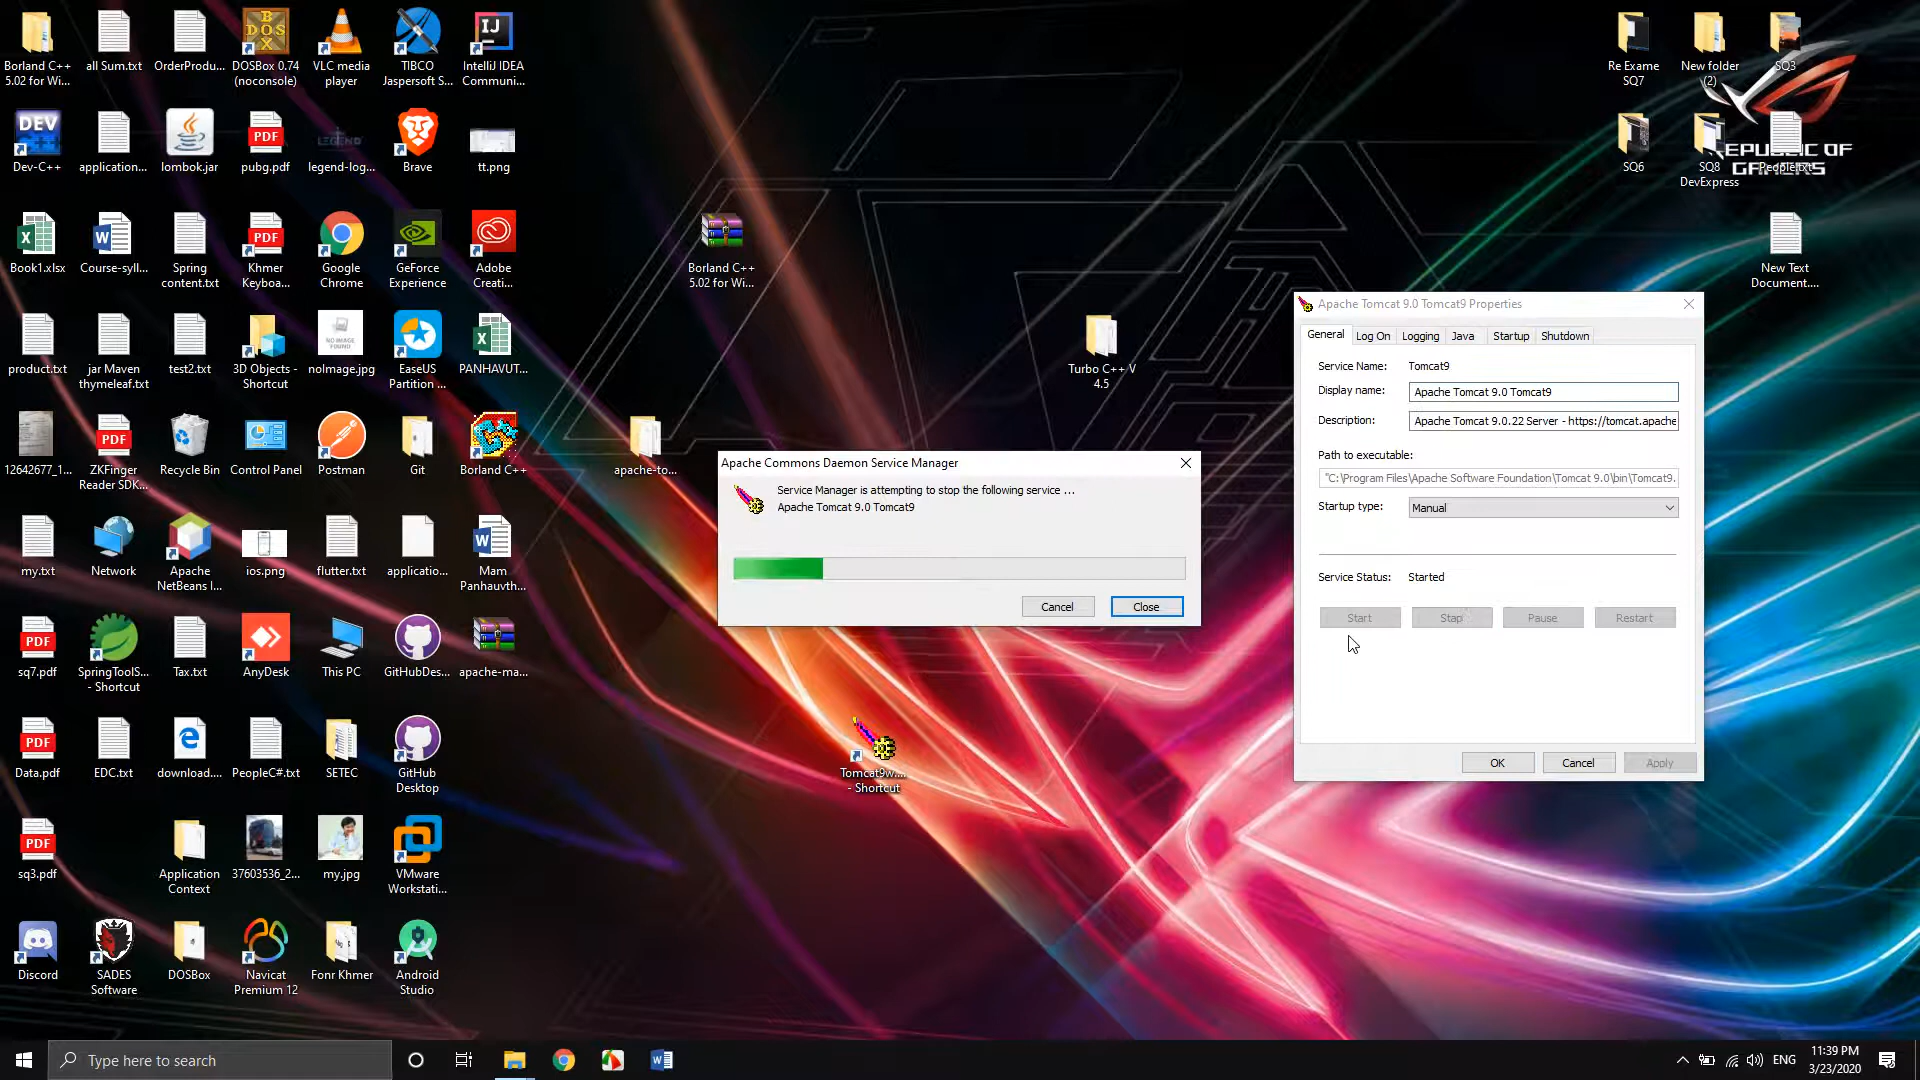 Borland C++
5.02 for Wi...
all Sum.txt
OrderProdu...
DOSBox 0.74
(noconsole)
VLC media
player
TIBCO
Jaspersoft S...
IntelliJ IDEA
Communi...
Dev-C++
application...
lombok.jar
pubg.pdf
legend-log...
Brave
tt.png
Book1.xlsx
Course-syll...
Spring
content.txt
Khmer
Keyboa...
Google
Chrome
GeForce
Experience
Adobe
Creati...
product.txt
jar Maven
thymeleaf.txt
test2.txt
3D Objects -
Shortcut
noImage.jpg
EaseUS
Partition ...
PANHAVUT...
12642677_1...
ZKFinger
Reader SDK...
Recycle Bin
Control Panel
Postman
Git
Borland C++
my.txt
Network
Apache
NetBeans I...
ios.png
flutter.txt
applicatio...
Mam
Panhauvth...
sq7.pdf
SpringToolS...
- Shortcut
Tax.txt
AnyDesk
This PC
GitHubDes...
apache-ma...
Data.pdf
EDC.txt
download....
PeopleC#.txt
SETEC
GitHub
Desktop
sq3.pdf
Application
Context
37603536_2...
my.jpg
VMware
Workstati...
Discord
SADES
Software
DOSBox
Navicat
Premium 12
Fonr Khmer
Android
Studio
Borland C++
5.02 for Wi...
Turbo C++ V
4.5
apache-to...
Tomcat9w....
- Shortcut
Re Exame
SQ7
New folder
(2)
SQ3
SQ6
SQ8
DevExpress
EPUBLIC OF
GAMERS
New Text
Document....
Apache Commons Daemon Service Manager
Service Manager is attempting to stop the following service ...
Apache Tomcat 9.0 Tomcat9
Cancel
Close
Apache Tomcat 9.0 Tomcat9 Properties
General
Log On
Logging
Java
Startup
Shutdown
Service Name:
Tomcat9
Display name:
Apache Tomcat 9.0 Tomcat9
Description:
Apache Tomcat 9.0.22 Server - https://tomcat.apache
Path to executable:
"C:\Program Files\Apache Software Foundation\Tomcat 9.0\bin\Tomcat9.
Startup type:
Manual
Service Status:
Started
Start
Stop
Pause
Restart
OK
Cancel
Apply
Type here to search
ENG
11:39 PM
3/23/2020